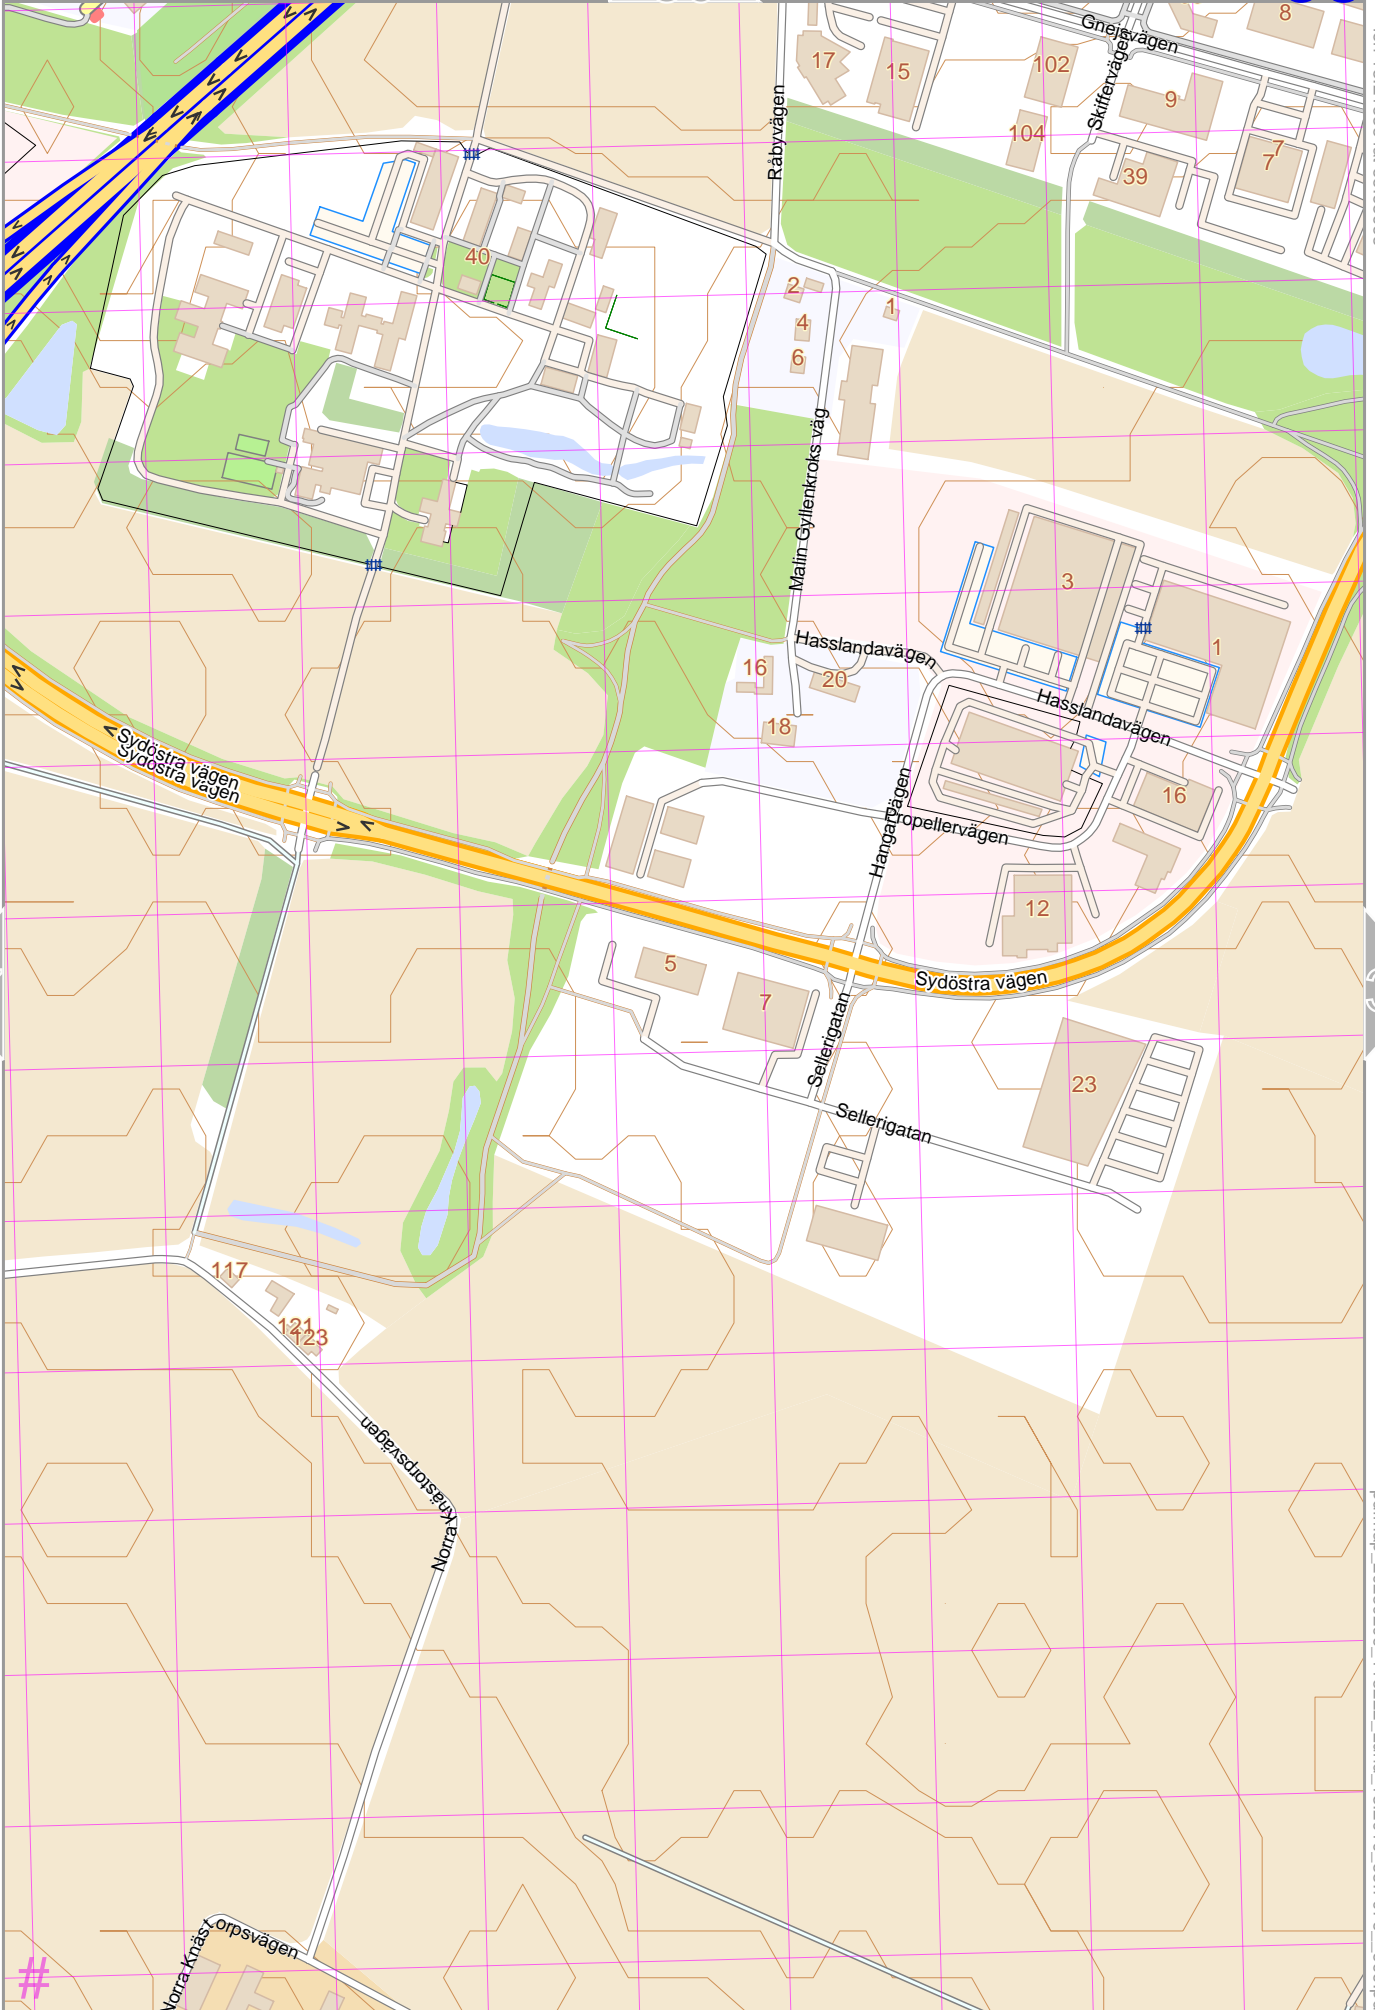 8
Gnejsvägen
17
15
102
Skiffervägen
9
Råbyvägen
104
7
7
39
40
2
1
4
6
Malin Gyllenkroks väg
3
Hasslandavägen
1
16
20
Hasslandavägen
18
Sydöstra vägen
Sydöstra vägen
Hangarvägen
16
Propellervägen
12
5
Sydöstra vägen
7
Sellerigatan
23
Sellerigatan
117
121
123
Norra Knästorpsvägen
Norra Knästorpsvägen
#